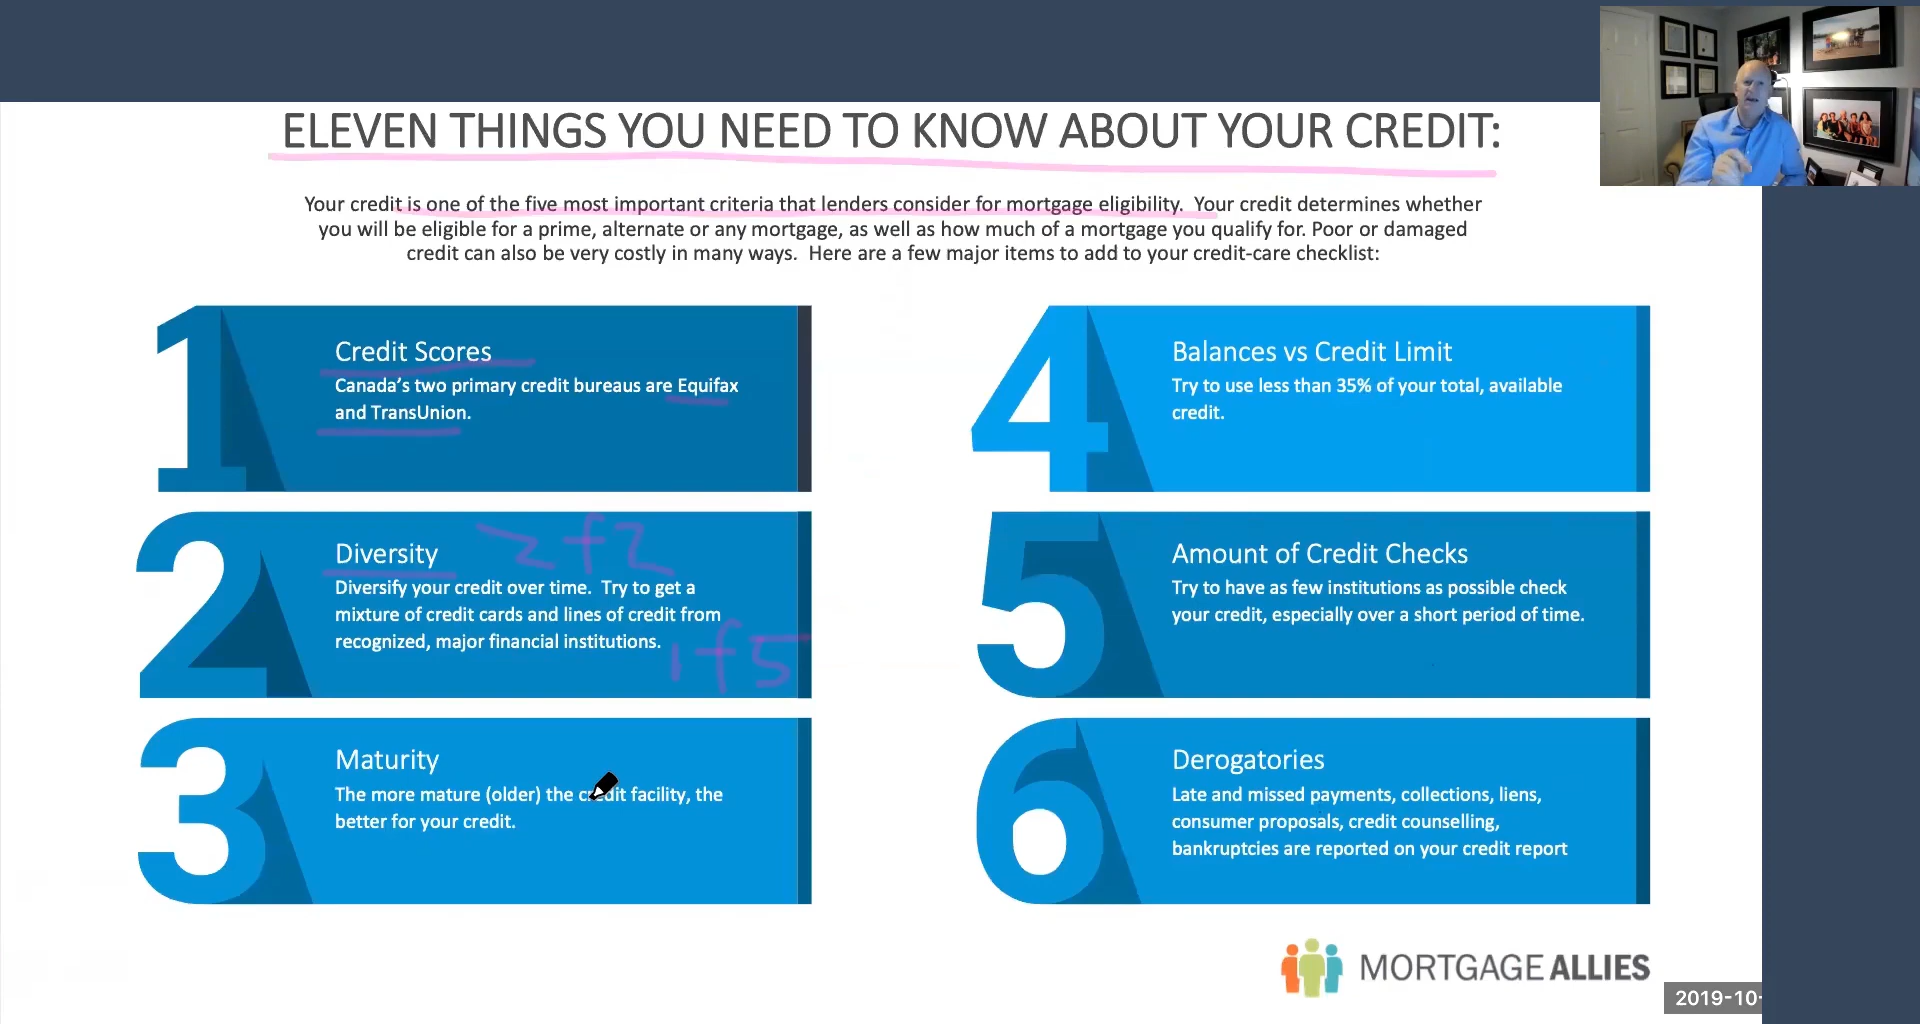 ELEVEN THINGS YOU NEED TO KNOW ABOUT YOUR CREDIT:
Your credit is one of the five most important criteria that lenders consider for mortgage eligibility.  Your credit determines whether
you will be eligible for a prime, alternate or any mortgage, as well as how much of a mortgage you qualify for. Poor or damaged
credit can also be very costly in many ways.  Here are a few major items to add to your credit-care checklist:
1
Credit Scores
Canada's two primary credit bureaus are Equifax
and TransUnion.
2
Diversity
2f2
Diversify your credit over time.  Try to get a
mixture of credit cards and lines of credit from
recognized, major financial institutions.
1f5
3
Maturity
The more mature (older) the credit facility, the
better for your credit.
4
Balances vs Credit Limit
Try to use less than 35% of your total, available
credit.
5
Amount of Credit Checks
Try to have as few institutions as possible check
your credit, especially over a short period of time.
6
Derogatories
Late and missed payments, collections, liens,
consumer proposals, credit counselling,
bankruptcies are reported on your credit report
MORTGAGE ALLIES
2019-10-